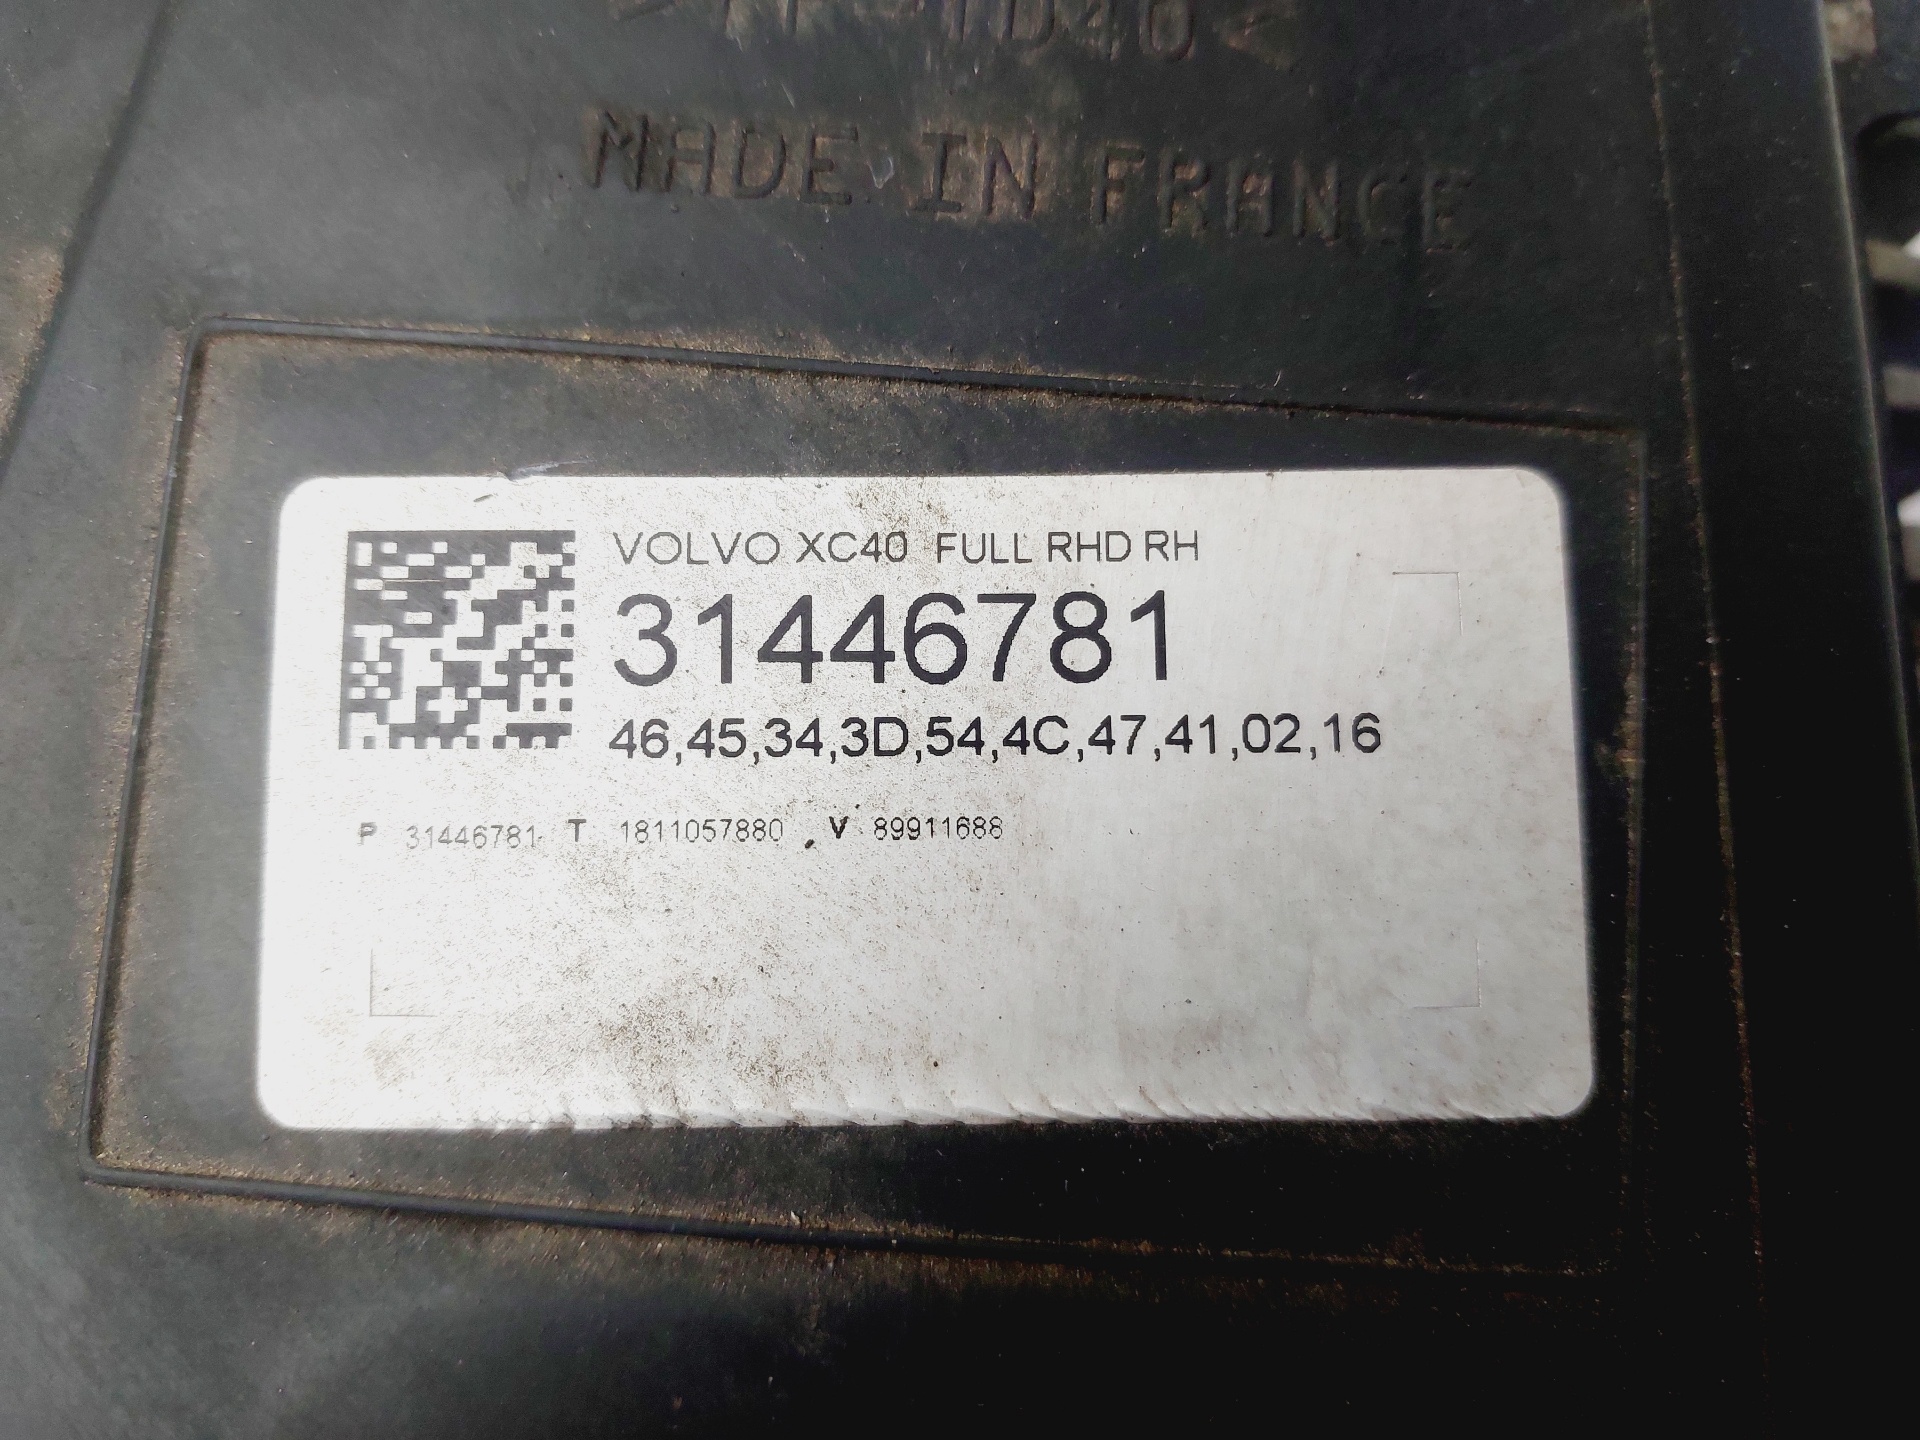 MADE IN FRANCE
VOLVO XC40 FULL RHD RH
31446781
46,45,34,3D,54,4C,47,41,02,16
P 31446781 T 1811057880 V 89911688